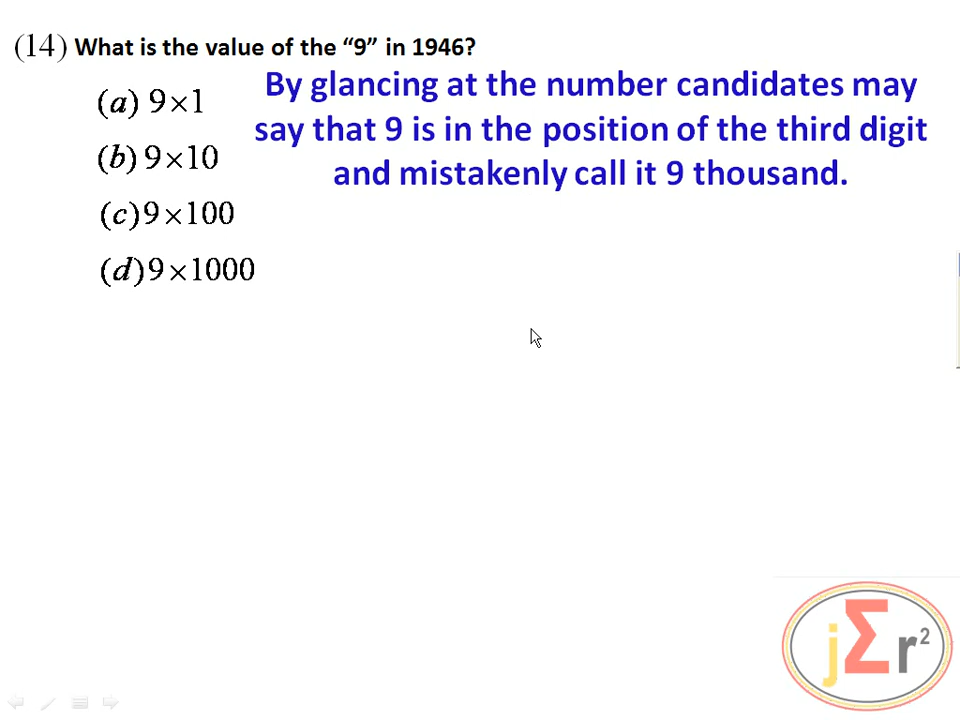 (14) What is the value of the “9” in 1946?
(a) 9×1
(b) 9×10
(c) 9×100
(d) 9×1000
By glancing at the number candidates may
say that 9 is in the position of the third digit
and mistakenly call it 9 thousand.
jΣr²